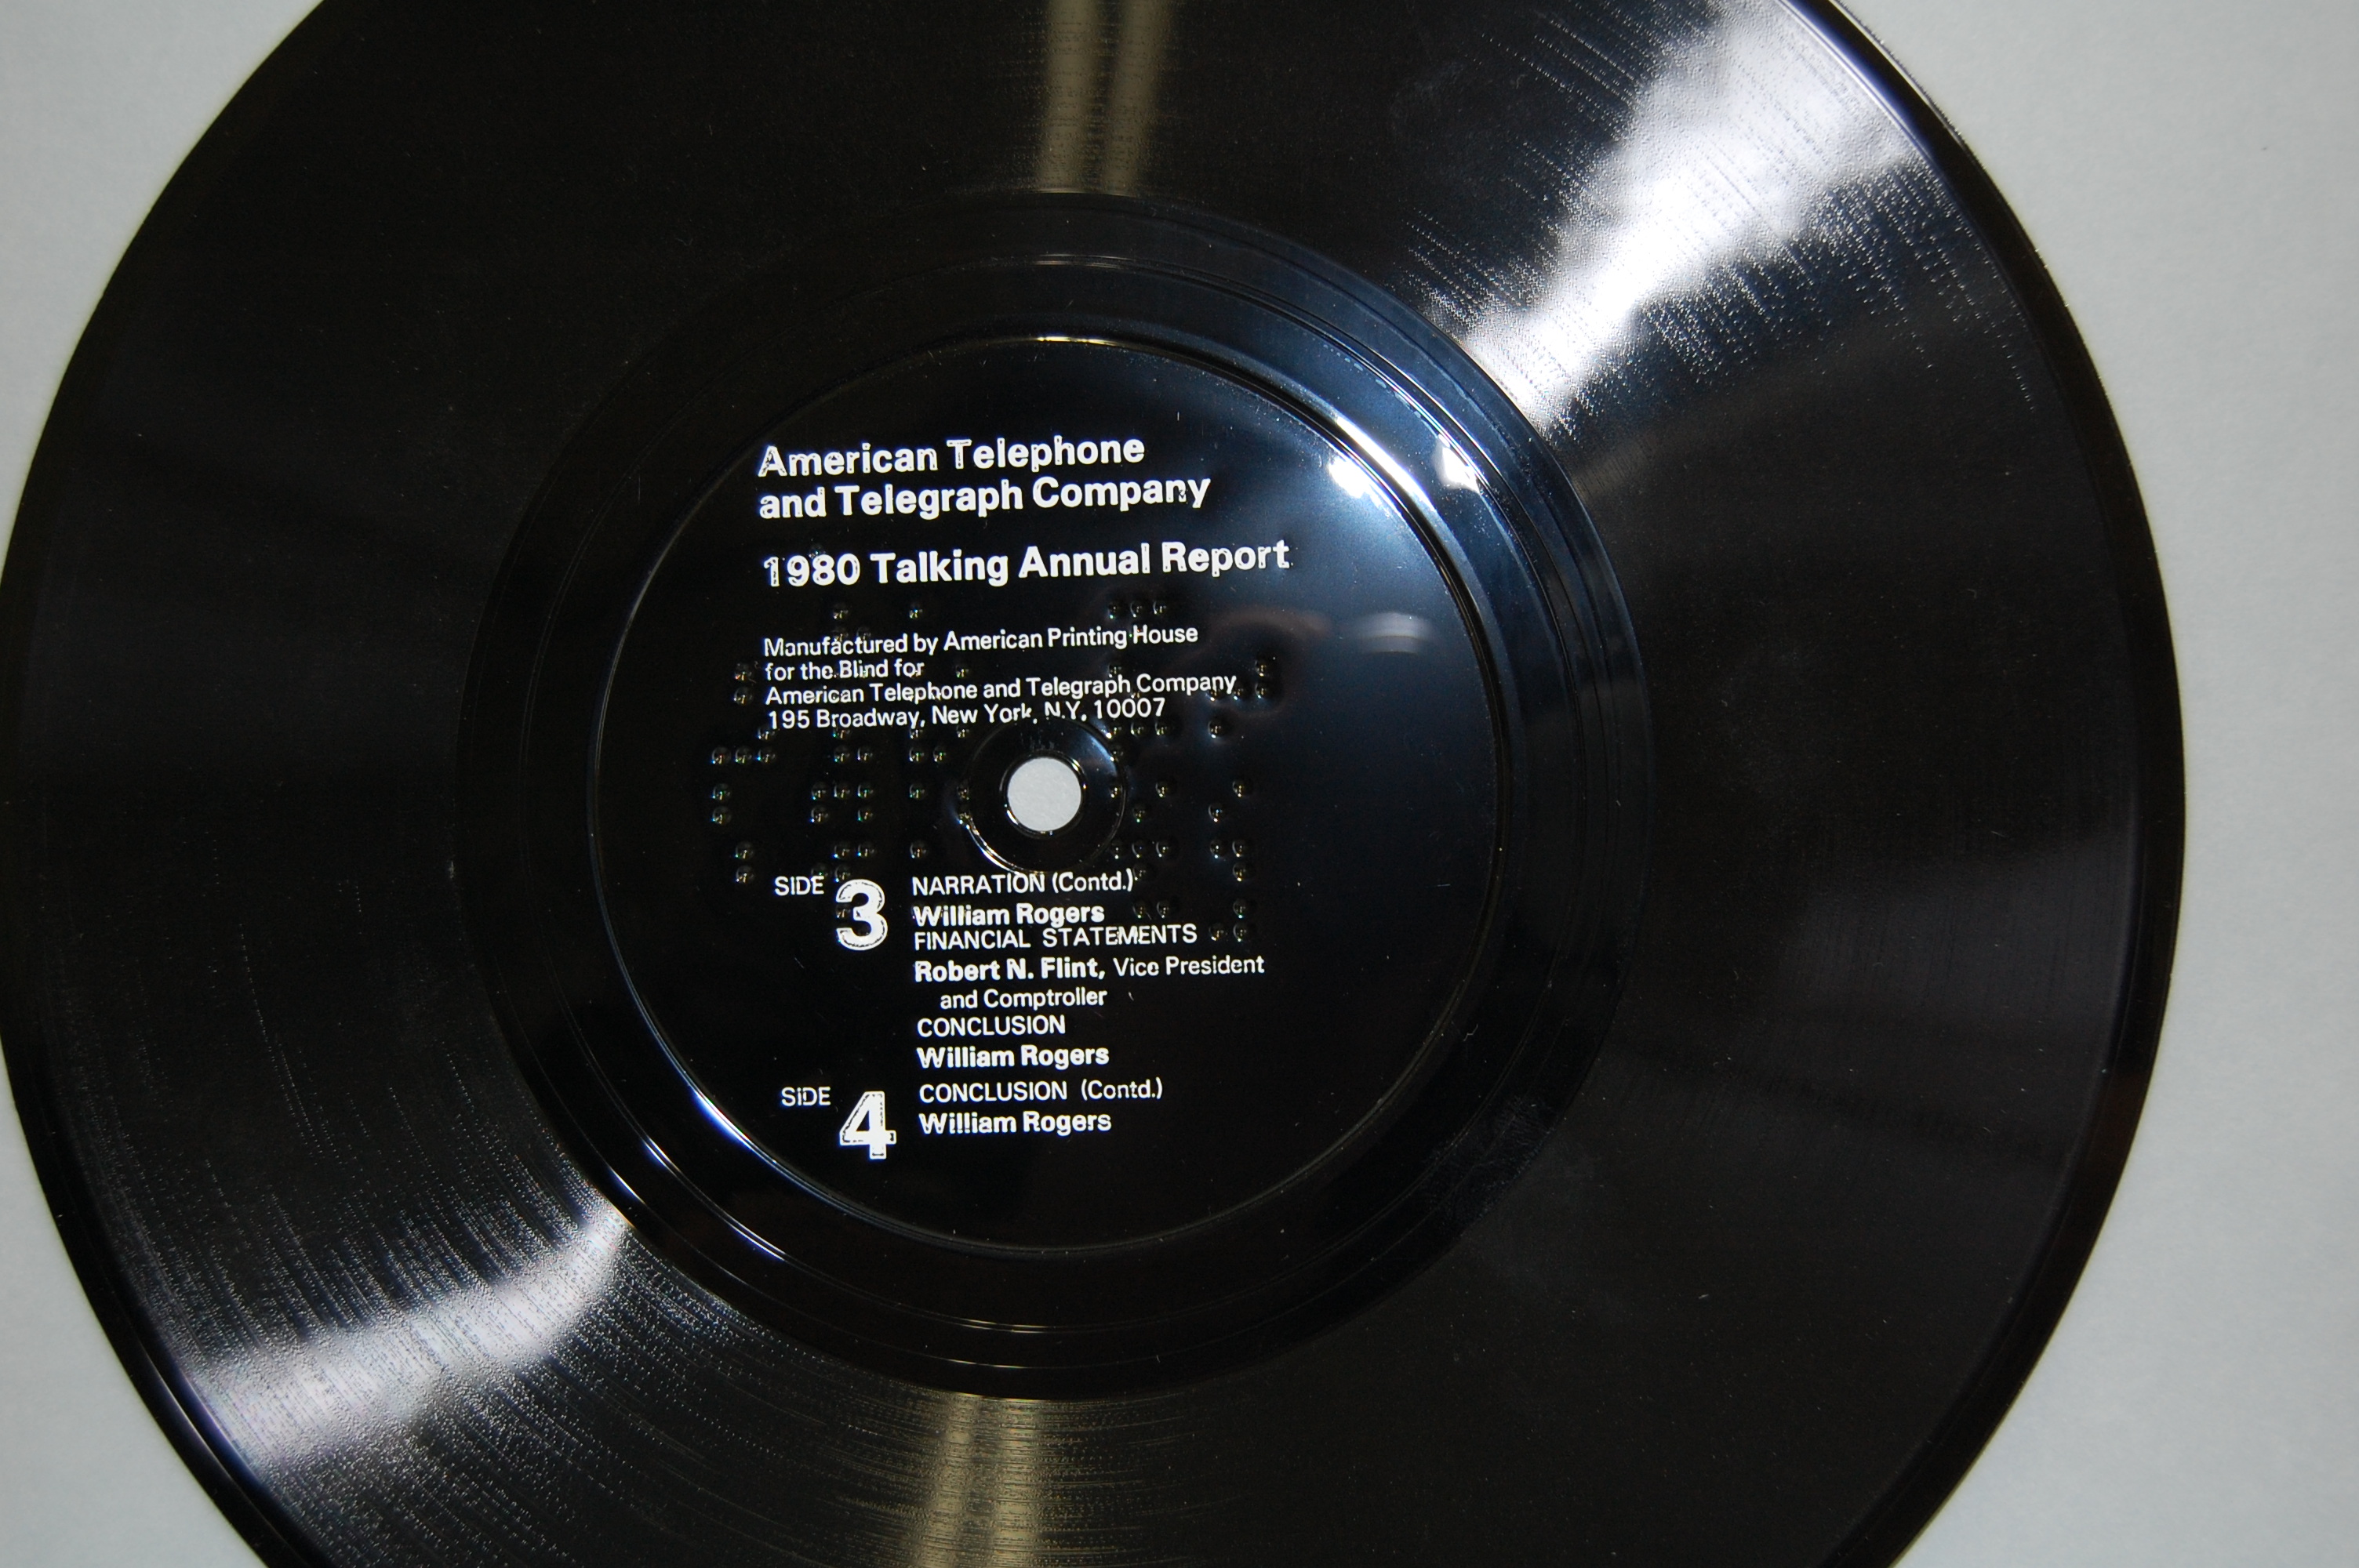 American Telephone
and Telegraph Company
1980 Talking Annual Report
Manufactured by American Printing House
for the Blind for
American Telephone and Telegraph Company
195 Broadway, New York, N.Y. 10007
SIDE 3 NARRATION (Contd.)
William Rogers
FINANCIAL STATEMENTS
Robert N. Flint, Vice President
and Comptroller
CONCLUSION
William Rogers
SIDE 4 CONCLUSION (Contd.)
William Rogers